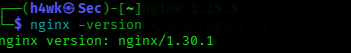 ┌──(h4wk㉿Sec)-[~]
└─$ nginx -version
nginx version: nginx/1.30.1